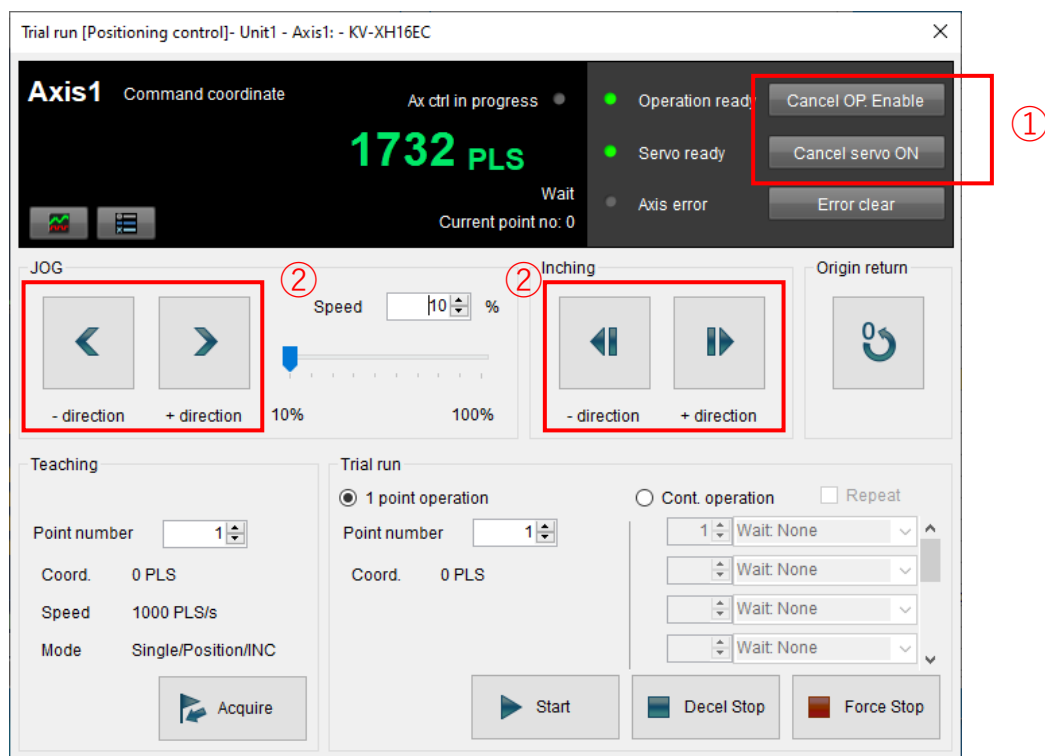 Trial run [Positioning control]- Unit1 - Axis1: - KV-XH16EC
Axis1 Command coordinate
Ax ctrl in progress
Operation ready
Cancel OP. Enable
①
1732 PLS
Servo ready
Cancel servo ON
Wait
Axis error
Error clear
Current point no: 0
JOG
②
Speed 10 %
- direction
+ direction
10%
100%
②
Inching
- direction
+ direction
Origin return
0
Teaching
Point number 1
Coord. 0 PLS
Speed 1000 PLS/s
Mode Single/Position/INC
Acquire
Trial run
1 point operation
Point number 1
Coord. 0 PLS
Cont. operation
Repeat
1 Wait: None
Wait: None
Wait: None
Wait: None
Start
Decel Stop
Force Stop